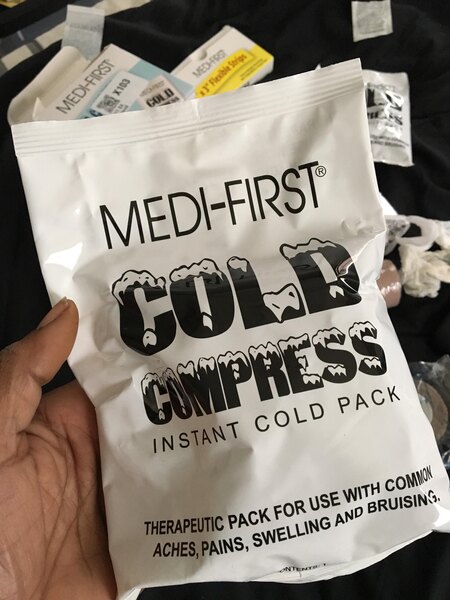 MEDI-FIRST
X103
COLD
MEDI-FIRST
Flexible Strips
MEDI-FIRST®
COLD
COMPRESS
INSTANT COLD PACK
THERAPEUTIC PACK FOR USE WITH COMMON
ACHES, PAINS, SWELLING AND BRUISING.